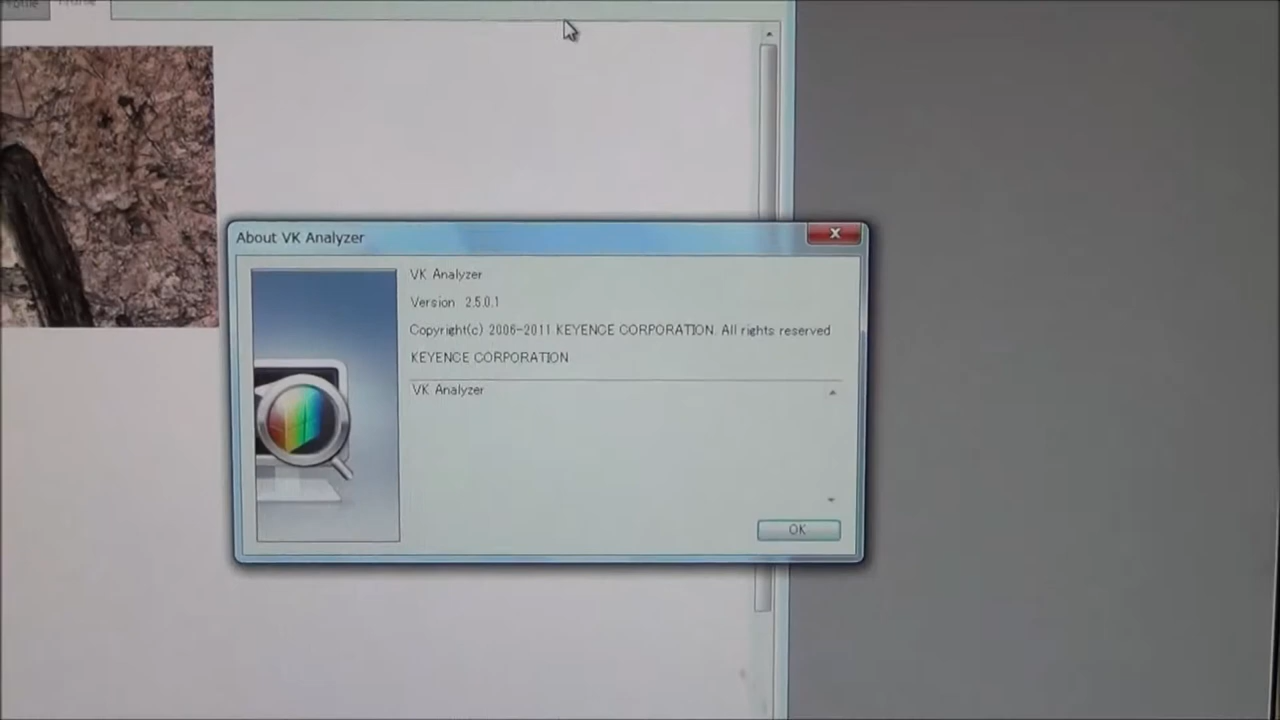 About VK Analyzer
VK Analyzer
Version 2.5.0.1
Copyright(c) 2006-2011 KEYENCE CORPORATION. All rights reserved
KEYENCE CORPORATION
VK Analyzer
OK